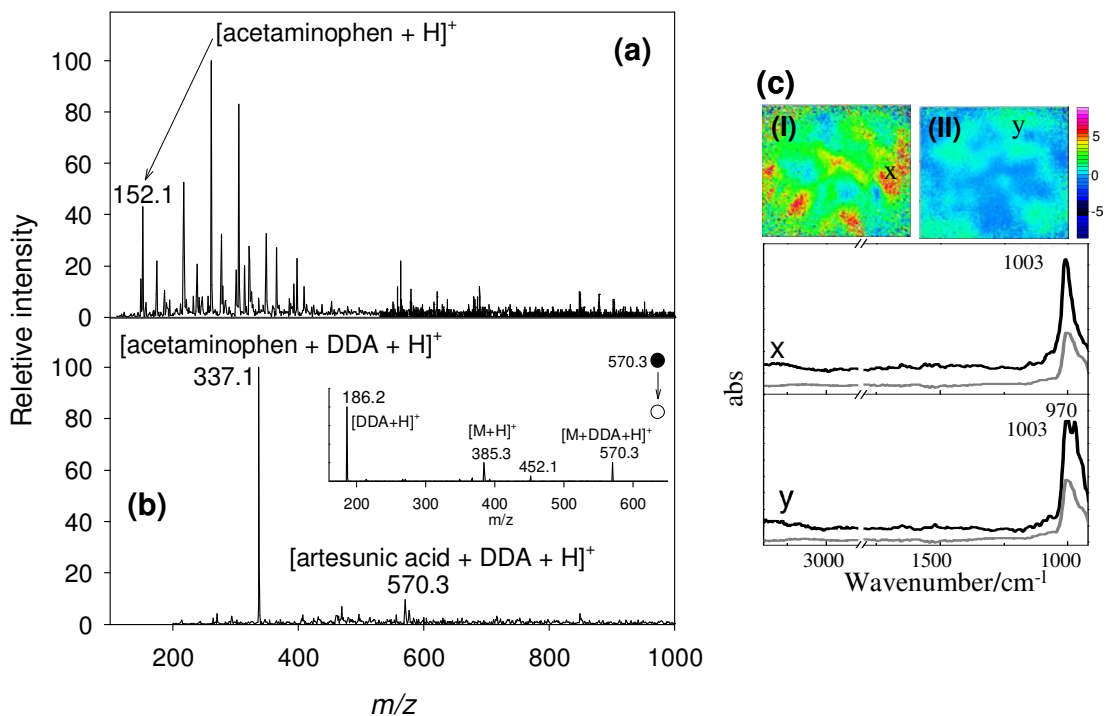 [acetaminophen + H]+
(a)
100
80
60
152.1
40
20
0
[acetaminophen + DDA + H]+
337.1
100
80
60
(b)
40
20
0
200 400 600 800 1000
m/z
Reletive intensity
570.3
186.2
[DDA+H]+
[M+H]+
385.3
452.1
[M+DDA+H]+
570.3
200 300 400 500 600
m/z
[artesunic acid + DDA + H]+
570.3
(c)
(I)
x
(II)
y
5
0
-5
1003
x
970
1003
y
abs
3000 1500 1000
Wavenumber/cm-1